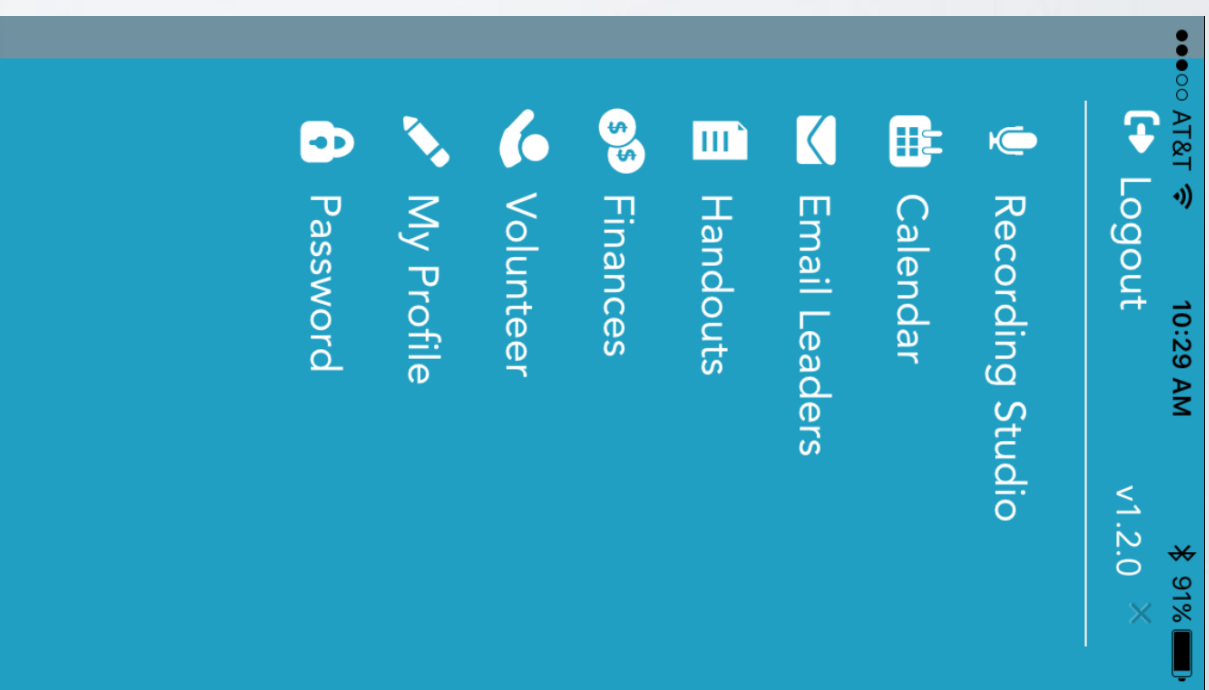 AT&T 10:29 AM 91%
Logout v1.2.0
Recording Studio
Calendar
Email Leaders
Handouts
$ $ Finances
Volunteer
My Profile
Password